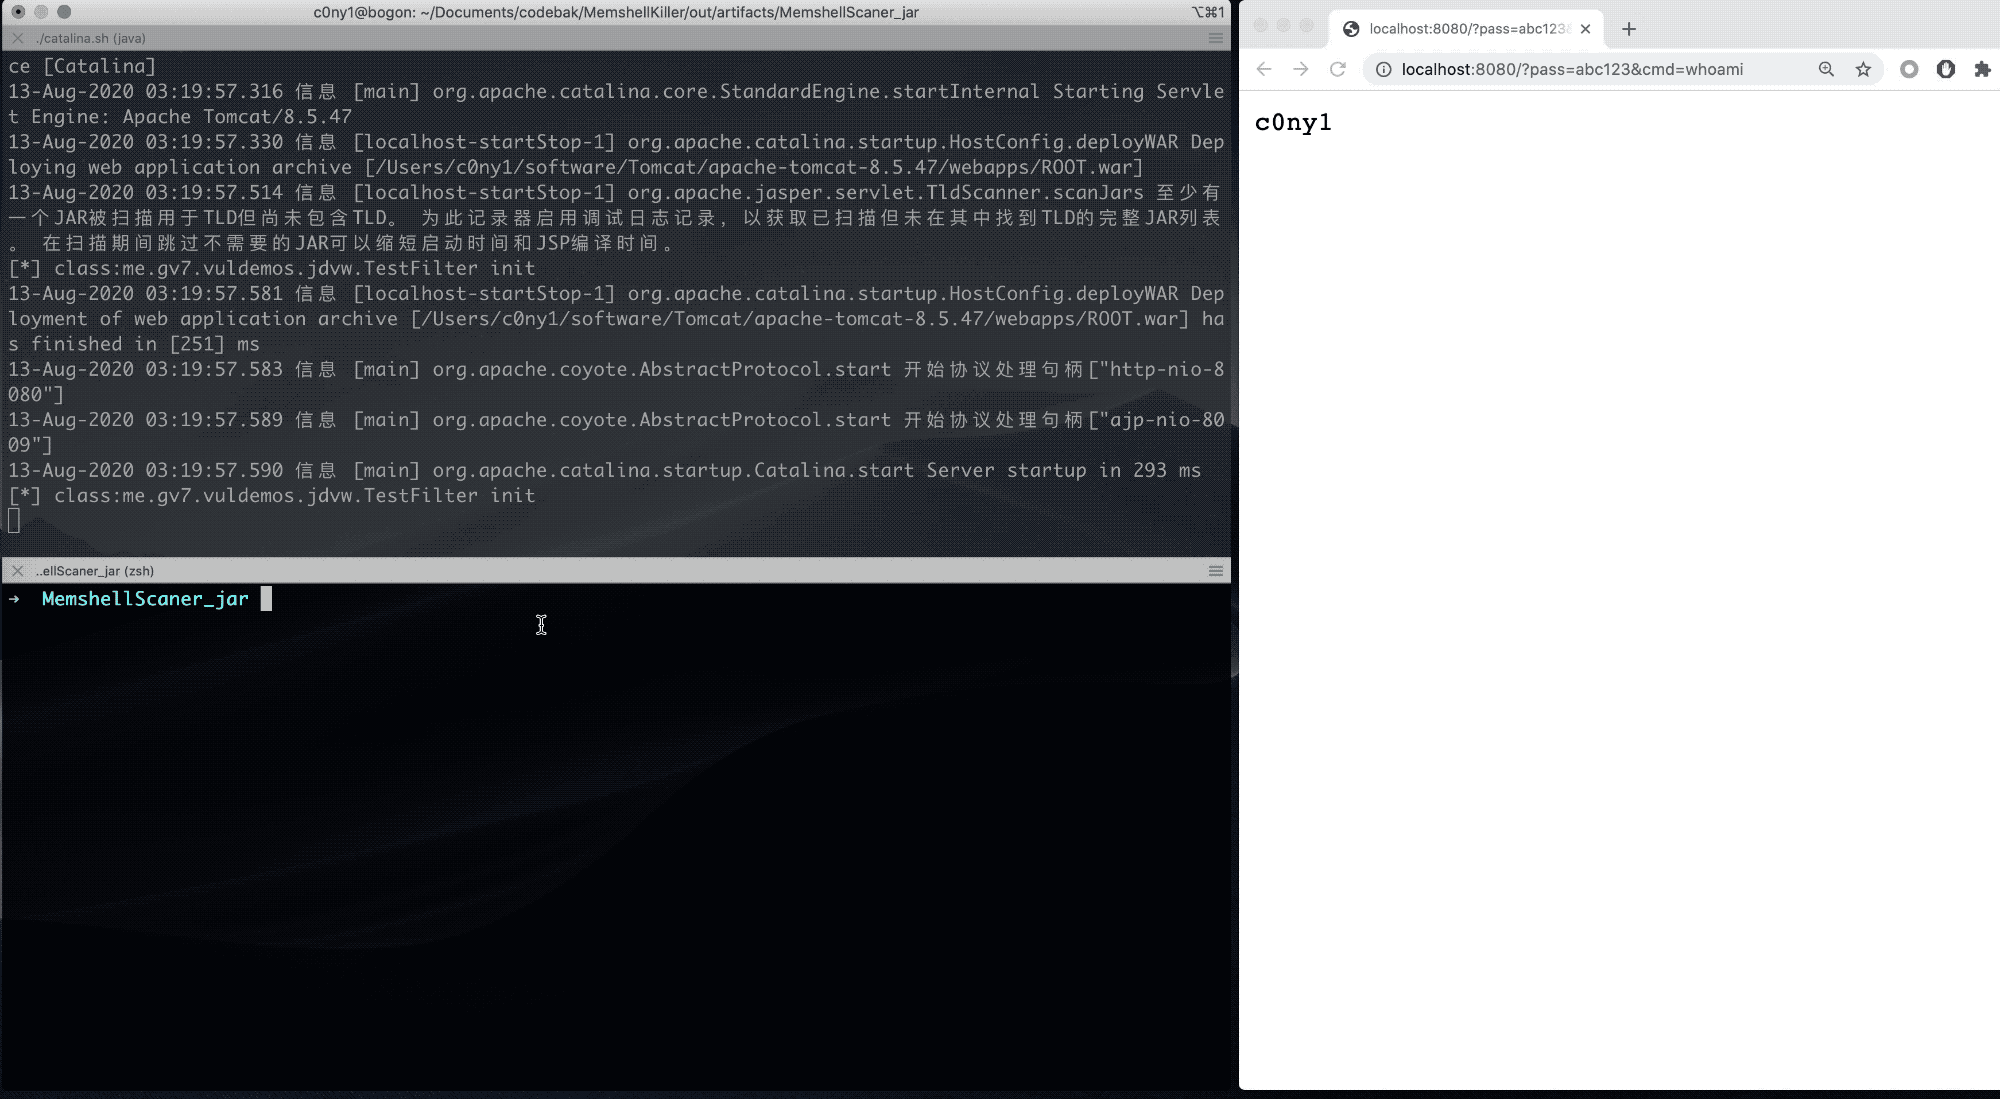 c0ny1@bogon: ~/Documents/codebak/MemshellKiller/out/artifacts/MemshellScaner_jar
⌥⌘1
./catalina.sh (java)
ce [Catalina]
13-Aug-2020 03:19:57.316 信息 [main] org.apache.catalina.core.StandardEngine.startInternal Starting Servle
t Engine: Apache Tomcat/8.5.47
13-Aug-2020 03:19:57.330 信息 [localhost-startStop-1] org.apache.catalina.startup.HostConfig.deployWAR Dep
loying web application archive [/Users/c0ny1/software/Tomcat/apache-tomcat-8.5.47/webapps/ROOT.war]
13-Aug-2020 03:19:57.514 信息 [localhost-startStop-1] org.apache.jasper.servlet.TldScanner.scanJars 至少有
一个JAR被扫描用于TLD但尚未包含TLD。 为此记录器启用调试日志记录，以获取已扫描但未在其中找到TLD的完整JAR列表
。 在扫描期间跳过不需要的JAR可以缩短启动时间和JSP编译时间。
[*] class:me.gv7.vuldemos.jdvw.TestFilter init
13-Aug-2020 03:19:57.581 信息 [localhost-startStop-1] org.apache.catalina.startup.HostConfig.deployWAR Dep
loyment of web application archive [/Users/c0ny1/software/Tomcat/apache-tomcat-8.5.47/webapps/ROOT.war] ha
s finished in [251] ms
13-Aug-2020 03:19:57.583 信息 [main] org.apache.coyote.AbstractProtocol.start 开始协议处理句柄["http-nio-8
080"]
13-Aug-2020 03:19:57.589 信息 [main] org.apache.coyote.AbstractProtocol.start 开始协议处理句柄["ajp-nio-80
09"]
13-Aug-2020 03:19:57.590 信息 [main] org.apache.catalina.startup.Catalina.start Server startup in 293 ms
[*] class:me.gv7.vuldemos.jdvw.TestFilter init
..ellScaner_jar (zsh)
→ MemshellScaner_jar
localhost:8080/?pass=abc123
localhost:8080/?pass=abc123&cmd=whoami
c0ny1